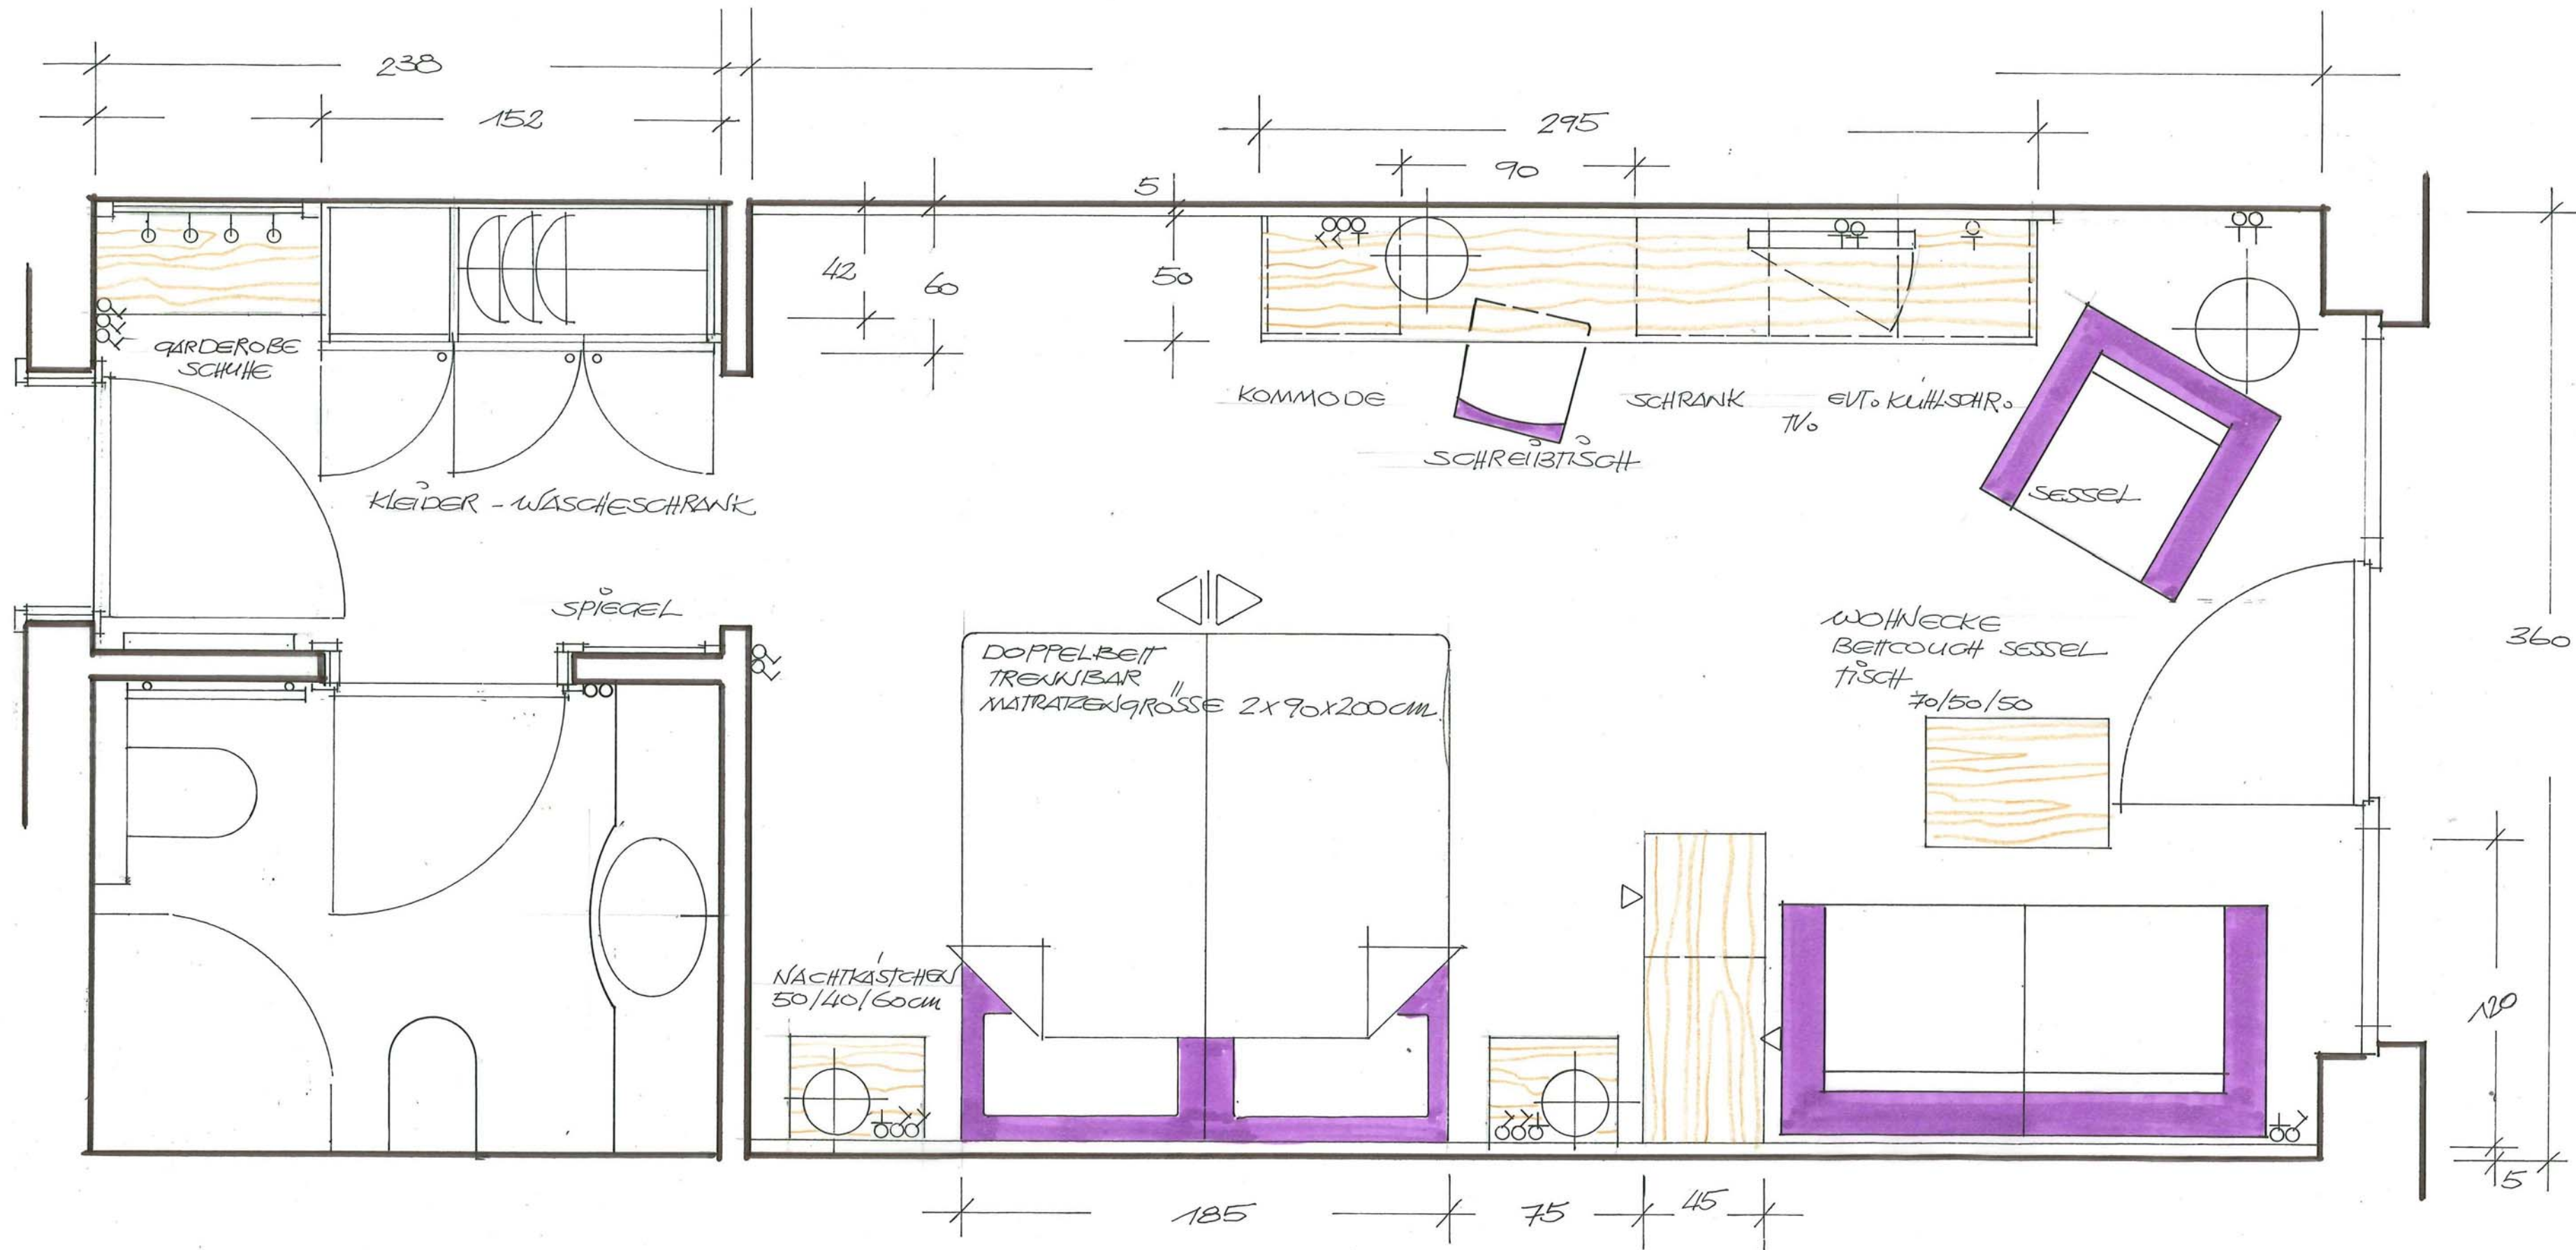 238
152
295
90
5
42
60
50
GARDEROBE
SCHUHE
KOMMODE
SCHRANK
EVT. KÜHLSCHR.
TV.
SCHREIBTISCH
KLEIDER - WÄSCHESCHRANK
SESSEL
SPIEGEL
WOHNECKE
BETTCOUCH SESSEL
TISCH
70/50/50
360
DOPPELBETT
TRENNBAR
MATRATZENGRÖSSE 2x90x200cm
NACHTKÄSTCHEN
50/40/60cm
120
5
185
75
45